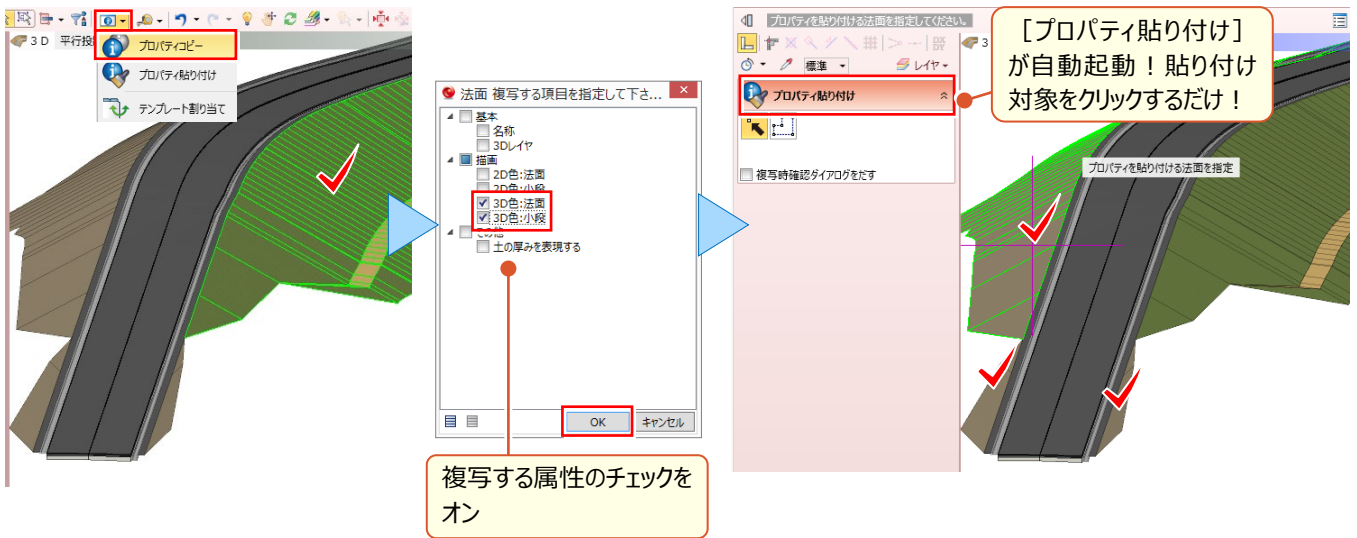 3D 平行投
プロパティコピー
プロパティ貼り付け
テンプレート割り当て
法面 複写する項目を指定して下さ...
基本
名称
3Dレイヤ
描画
2D色:法面
2D色:小段
3D色:法面
3D色:小段
その他
土の厚みを表現する
OK キャンセル
複写する属性のチェックを
オン
プロパティを貼り付ける法面を指定してください。
標準 レイヤ
プロパティ貼り付け
複写時確認ダイアログをだす
3
[プロパティ貼り付け]
が自動起動！貼り付け
対象をクリックするだけ！
プロパティを貼り付ける法面を指定